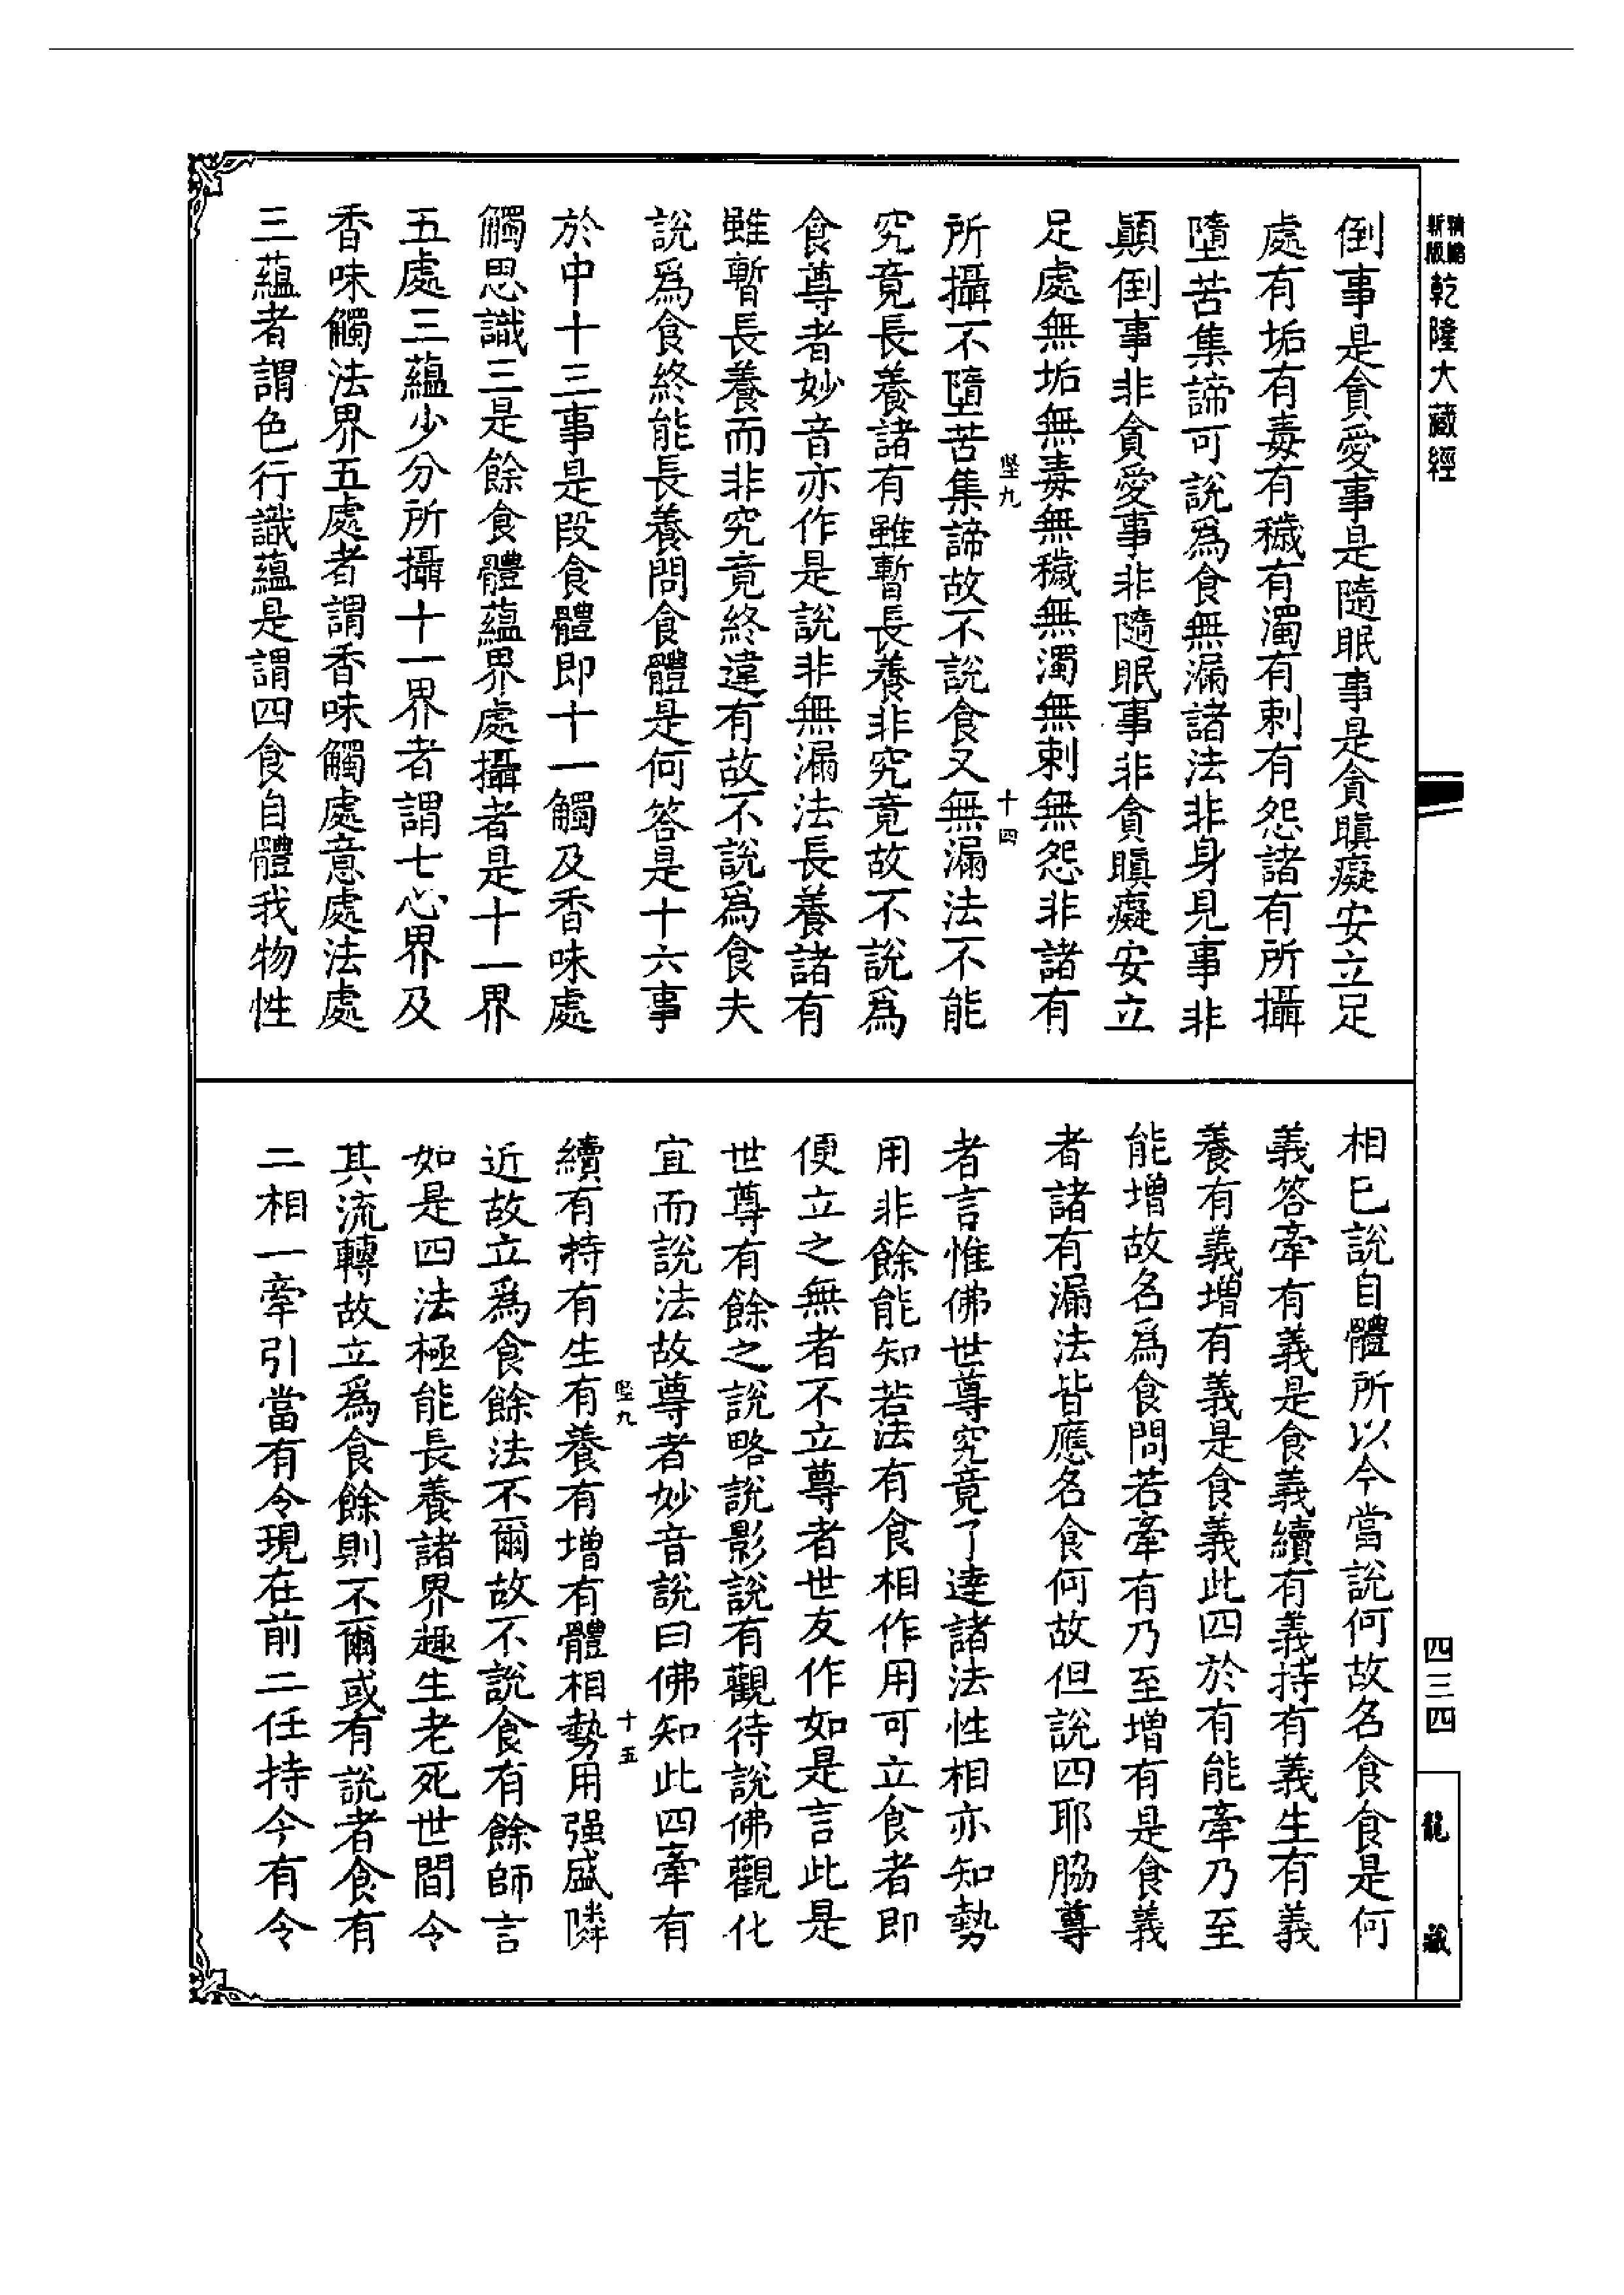 新版
精縮
乾隆大藏經
倒事是貪愛事是隨眠事是貪瞋癡安立足
處有垢有毒有穢有濁有刺有怨諸有所攝
墮苦集諦可說爲食無漏諸法非身見事非
顛倒事非貪愛事非隨眠事非貪瞋癡安立
足處無垢無毒無穢無濁無刺無怨非諸有
堅九
十四
所攝不墮苦集諦故不說食又無漏法不能
究竟長養諸有雖暫長養非究竟故不說爲
食尊者妙音亦作是說非無漏法長養諸有
雖暫長養而非究竟終違有故不說爲食夫
說爲食終能長養問食體是何答是十六事
於中十三事是段食體即十一觸及香味處
觸思識三是餘食體蘊界處攝者是十一界
五處三蘊少分所攝十一界者謂七心界及
香味觸法界五處者謂香味觸處意處法處
三蘊者謂色行識蘊是謂四食自體我物性
相已說自體所以今當說何故名食食是何
義答牽有義是食義續有義持有義生有義
養有義增有義是食義此四於有能牽乃至
能增故名爲食問若牽有乃至增有是食義
者諸有漏法皆應名食何故但說四耶脇尊
者言惟佛世尊究竟了達諸法性相亦知勢
用非餘能知若法有食相作用可立食者即
便立之無者不立尊者世友作如是言此是
世尊有餘之說略說影說有觀待說佛觀化
宜而說法故尊者妙音說曰佛知此四牽有
堅九
十五
續有持有生有養有增有體相勢用强盛隣
近故立爲食餘法不爾故不說食有餘師言
如是四法極能長養諸界趣生老死世間令
其流轉故立爲食餘則不爾或有說者食有
二相一牽引當有令現在前二任持今有令
四三四
龍藏